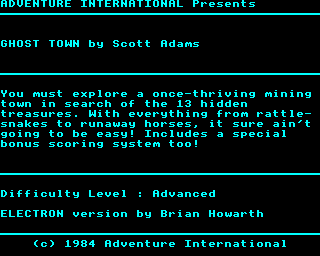 ADVENTURE INTERNATIONAL Presents
GHOST TOWN by Scott Adams
You must explore a once-thriving mining
town in search of the 13 hidden
treasures. With everything from rattle-
snakes to runaway horses, it sure ain't
going to be easy! Includes a special
bonus scoring system too!
Difficulty Level : Advanced
ELECTRON version by Brian Howarth
(c) 1984 Adventure International